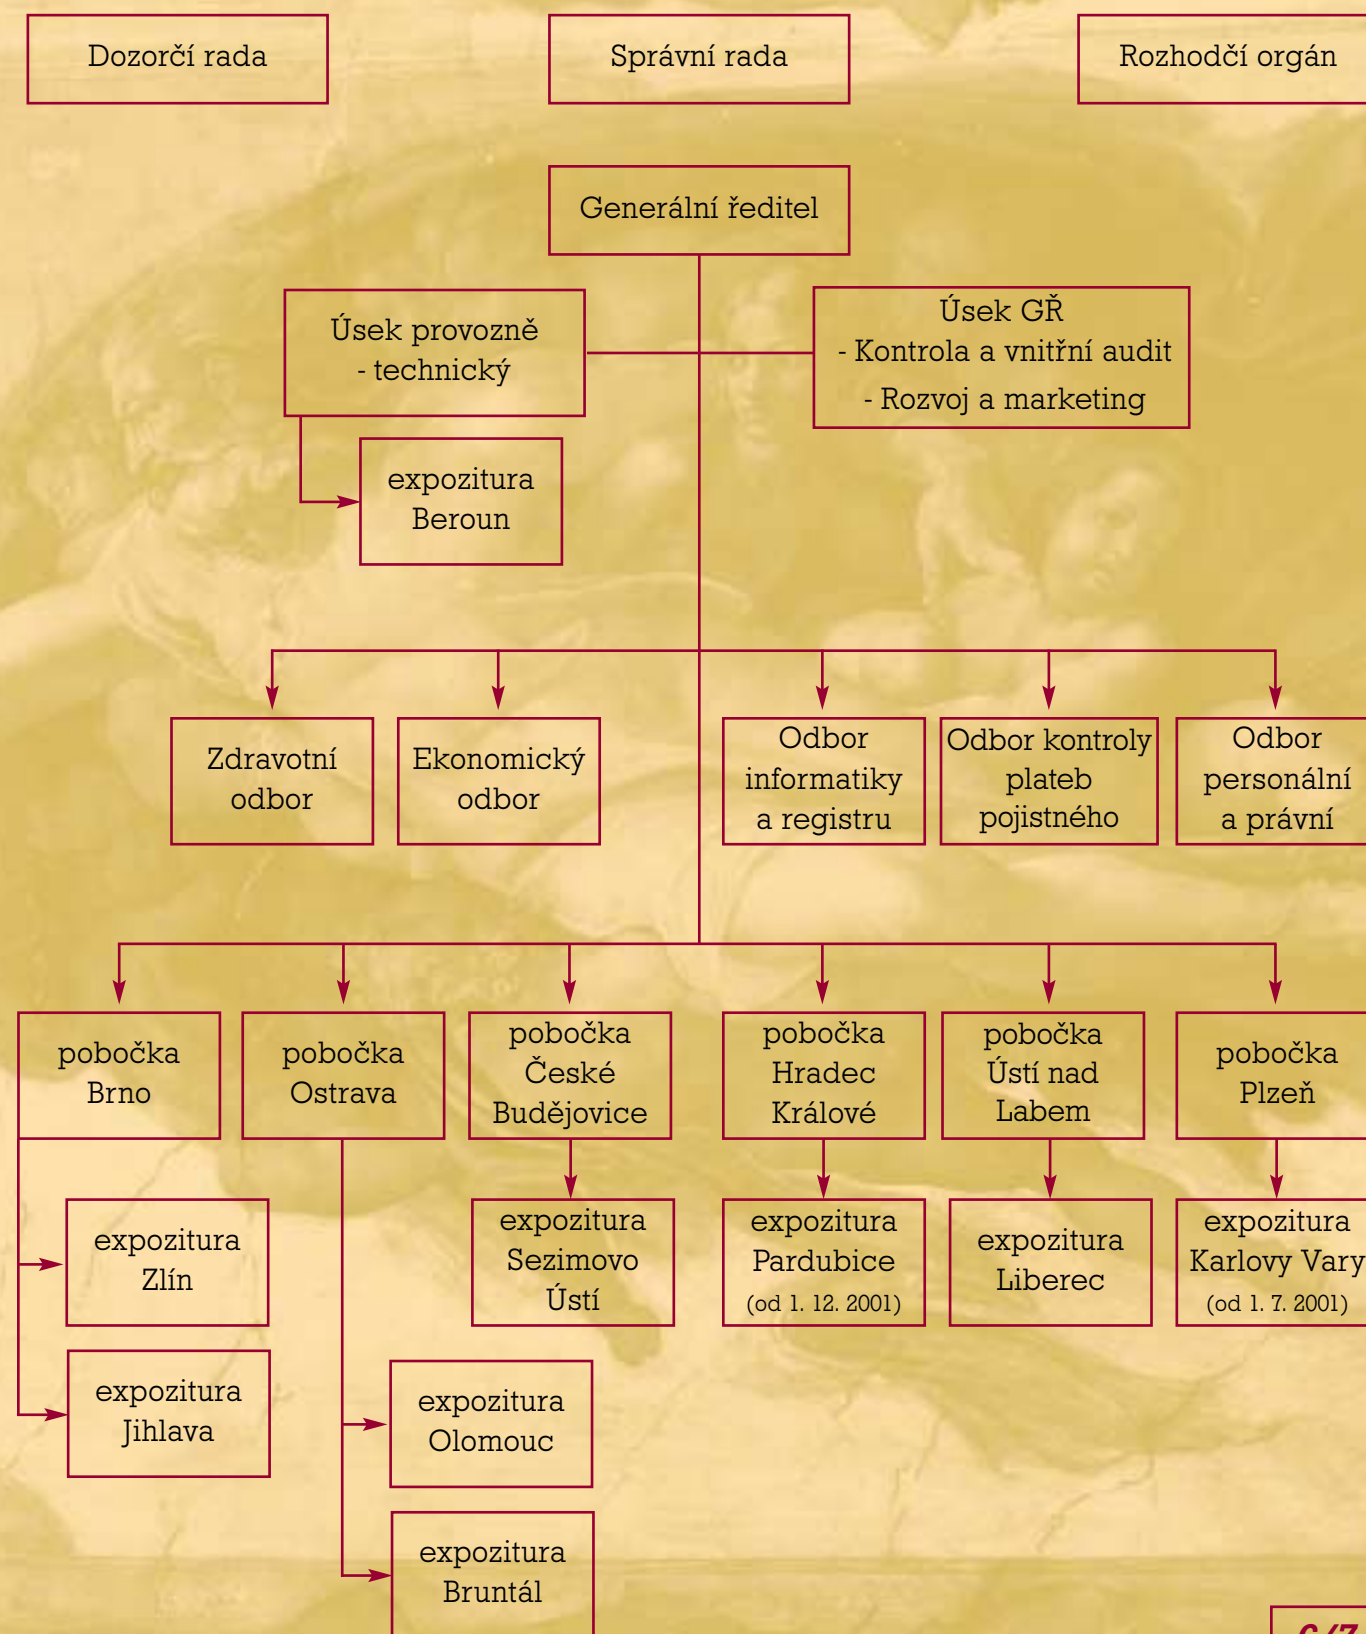 Dozorčí rada
Správní rada
Rozhodčí orgán
Generální ředitel
Úsek provozně
- technický
Úsek GŘ
- Kontrola a vnitřní audit
- Rozvoj a marketing
expozitura
Beroun
Zdravotní
odbor
Ekonomický
odbor
Odbor
informatiky
a registru
Odbor kontroly
plateb
pojistného
Odbor
personální
a právní
pobočka
Brno
pobočka
Ostrava
pobočka
České
Budějovice
pobočka
Hradec
Králové
pobočka
Ústí nad
Labem
pobočka
Plzeň
expozitura
Zlín
expozitura
Sezimovo
Ústí
expozitura
Pardubice
(od 1. 12. 2001)
expozitura
Liberec
expozitura
Karlovy Vary
(od 1. 7. 2001)
expozitura
Jihlava
expozitura
Olomouc
expozitura
Bruntál
6/7